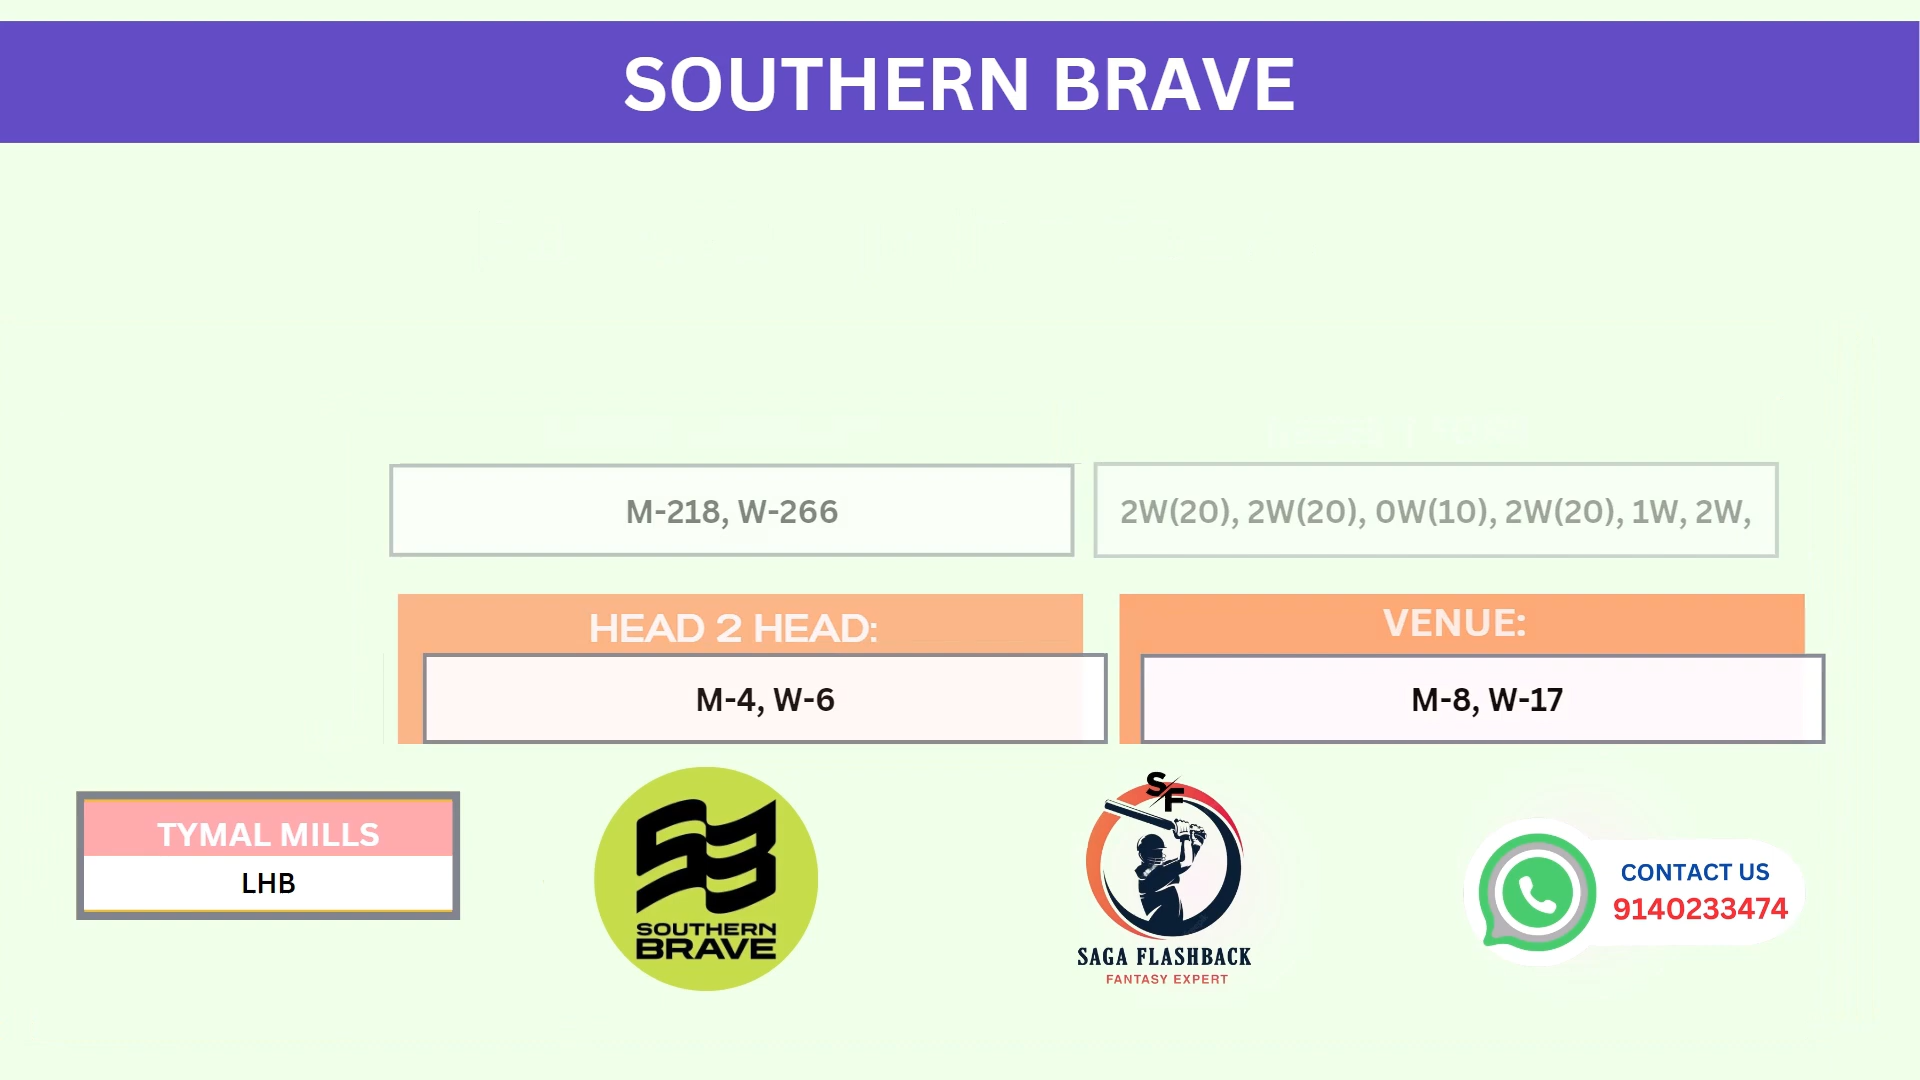 SOUTHERN BRAVE
M-218, W-266
2W(20), 2W(20), 0W(10), 2W(20), 1W, 2W,
HEAD 2 HEAD:
VENUE:
M-4, W-6
M-8, W-17
TYMAL MILLS
LHB
SOUTHERN
BRAVE
SF
SAGA FLASHBACK
FANTASY EXPERT
CONTACT US
9140233474